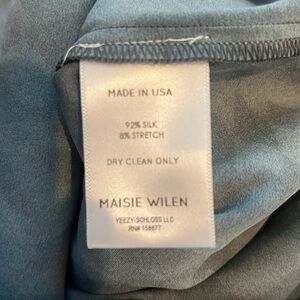 MADE IN USA
92% SILK
8% STRETCH
DRY CLEAN ONLY
MAISIE WILEN
YEEZY-SCHLOSS LLC
RN# 158877